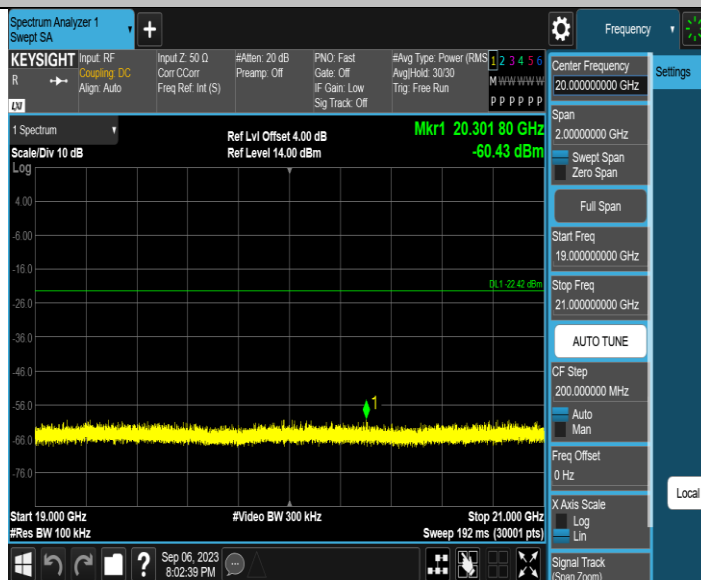 Spectrum Analyzer 1
Swept SA
+
Frequency
KEYSIGHT
R
LXI
Input: RF
Coupling: DC
Align: Auto
Input Z: 50 Ω
Corr CCorr
Freq Ref: Int (S)
#Atten: 20 dB
Preamp: Off
PNO: Fast
Gate: Off
IF Gain: Low
Sig Track: Off
#Avg Type: Power (RMS
Avg|Hold: 30/30
Trig: Free Run
1 2 3 4 5 6
M W W W W W
P P P P P P
1 Spectrum
Scale/Div 10 dB
Log
Ref Lvl Offset 4.00 dB
Ref Level 14.00 dBm
Mkr1 20.301 80 GHz
-60.43 dBm
4.00
-6.00
-16.0
-26.0
-36.0
-46.0
-56.0
-66.0
-76.0
DL1 -22.42 dBm
1
Start 19.000 GHz
#Res BW 100 kHz
#Video BW 300 kHz
Stop 21.000 GHz
Sweep 192 ms (30001 pts)
?
Sep 06, 2023
8:02:39 PM
Center Frequency
20.000000000 GHz
Span
2.00000000 GHz
Swept Span
Zero Span
Full Span
Start Freq
19.000000000 GHz
Stop Freq
21.000000000 GHz
AUTO TUNE
CF Step
200.000000 MHz
Auto
Man
Freq Offset
0 Hz
X Axis Scale
Log
Lin
Signal Track
(Span Zoom)
Settings
Local